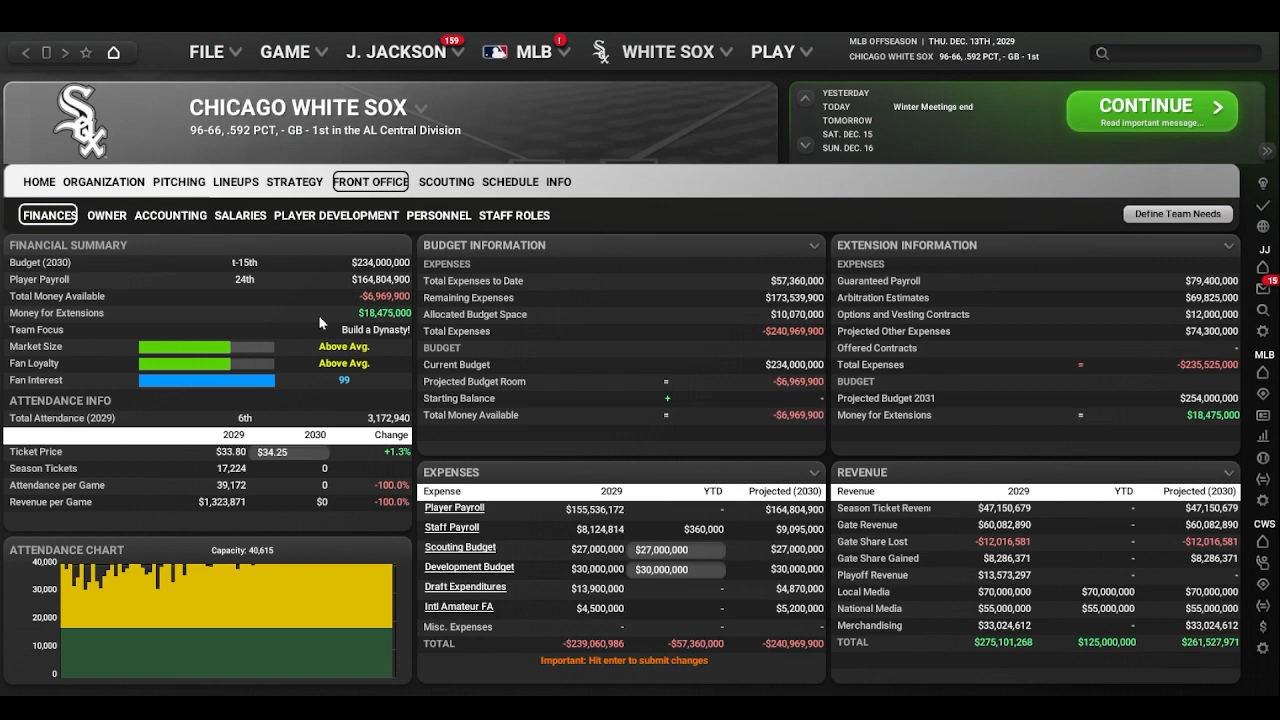 FILE GAME J. JACKSON 159 MLB ! WHITE SOX PLAY
MLB OFFSEASON | THU. DEC. 13TH , 2029
CHICAGO WHITE SOX 96-66, .592 PCT, - GB - 1st
CHICAGO WHITE SOX
96-66, .592 PCT, - GB - 1st in the AL Central Division
YESTERDAY
TODAY Winter Meetings end
TOMORROW
SAT. DEC. 15
SUN. DEC. 16
CONTINUE
Read important message...
HOME ORGANIZATION PITCHING LINEUPS STRATEGY FRONT OFFICE SCOUTING SCHEDULE INFO
FINANCES OWNER ACCOUNTING SALARIES PLAYER DEVELOPMENT PERSONNEL STAFF ROLES
Define Team Needs
FINANCIAL SUMMARY
Budget (2030) t-15th $234,000,000
Player Payroll 24th $164,804,900
Total Money Available -$6,969,900
Money for Extensions $18,475,000
Team Focus Build a Dynasty!
Market Size Above Avg.
Fan Loyalty Above Avg.
Fan Interest 99
ATTENDANCE INFO
Total Attendance (2029) 6th 3,172,940
2029 2030 Change
Ticket Price $33.80 $34.25 +1.3%
Season Tickets 17,224 0
Attendance per Game 39,172 0 -100.0%
Revenue per Game $1,323,871 $0 -100.0%
ATTENDANCE CHART Capacity: 40,615
40,000
30,000
20,000
10,000
0
BUDGET INFORMATION
EXPENSES
Total Expenses to Date $57,360,000
Remaining Expenses $173,539,900
Allocated Budget Space $10,070,000
Total Expenses -$240,969,900
BUDGET
Current Budget $234,000,000
Projected Budget Room = -$6,969,900
Starting Balance + -
Total Money Available = -$6,969,900
EXPENSES
Expense 2029 YTD Projected (2030)
Player Payroll $155,536,172 - $164,804,900
Staff Payroll $8,124,814 $360,000 $9,095,000
Scouting Budget $27,000,000 $27,000,000 $27,000,000
Development Budget $30,000,000 $30,000,000 $30,000,000
Draft Expenditures $13,900,000 - $4,870,000
Intl Amateur FA $4,500,000 - $5,200,000
Misc. Expenses - - -
TOTAL -$239,060,986 -$57,360,000 -$240,969,900
Important: Hit enter to submit changes
EXTENSION INFORMATION
EXPENSES
Guaranteed Payroll $79,400,000
Arbitration Estimates $69,825,000
Options and Vesting Contracts $12,000,000
Projected Other Expenses $74,300,000
Offered Contracts -
Total Expenses = -$235,525,000
BUDGET
Projected Budget 2031 $254,000,000
Money for Extensions = $18,475,000
REVENUE
Revenue 2029 YTD Projected (2030)
Season Ticket Reven $47,150,679 - $47,150,679
Gate Revenue $60,082,890 - $60,082,890
Gate Share Lost -$12,016,581 - -$12,016,581
Gate Share Gained $8,286,371 - $8,286,371
Playoff Revenue $13,573,297 - -
Local Media $70,000,000 $70,000,000 $70,000,000
National Media $55,000,000 $55,000,000 $55,000,000
Merchandising $33,024,612 - $33,024,612
TOTAL $275,101,268 $125,000,000 $261,527,971
JJ
15
MLB
CWS